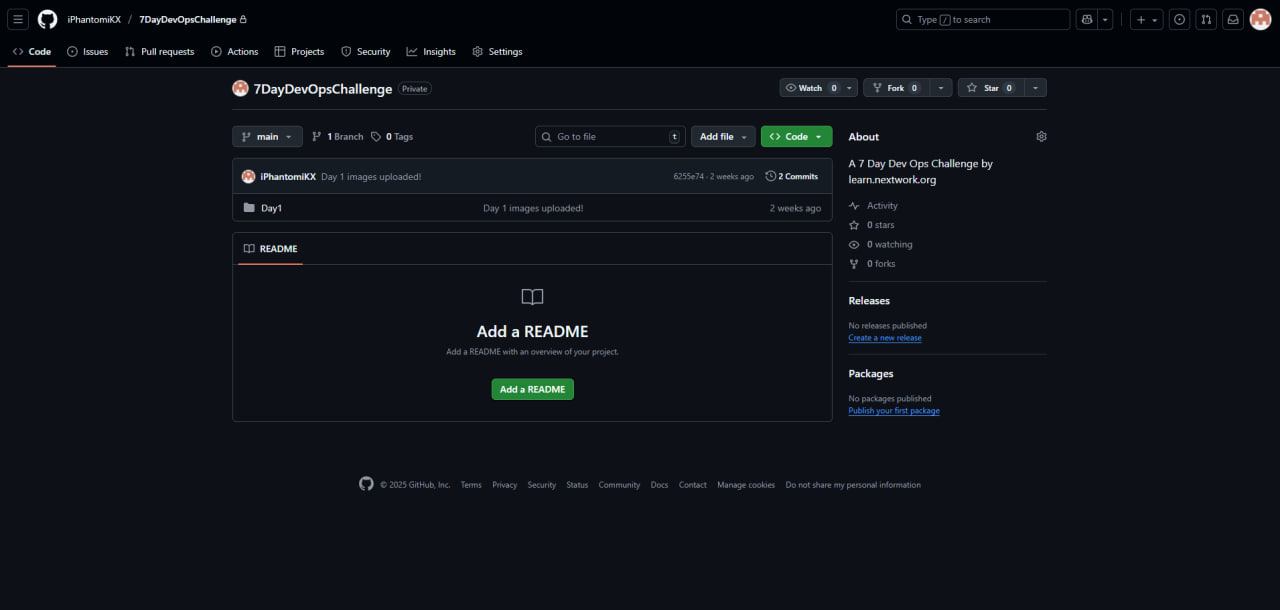 iPhantomiKX / 7DayDevOpsChallenge
Type / to search
Code Issues Pull requests Actions Projects Security Insights Settings
7DayDevOpsChallenge Private
Watch 0 Fork 0 Star 0
main 1 Branch 0 Tags Go to file t Add file Code
iPhantomiKX Day 1 images uploaded! 6255e74 · 2 weeks ago 2 Commits
Day1 Day 1 images uploaded! 2 weeks ago
README
Add a README
Add a README with an overview of your project.
Add a README
About
A 7 Day Dev Ops Challenge by
learn.nextwork.org
Activity
0 stars
0 watching
0 forks
Releases
No releases published
Create a new release
Packages
No packages published
Publish your first package
© 2025 GitHub, Inc. Terms Privacy Security Status Community Docs Contact Manage cookies Do not share my personal information